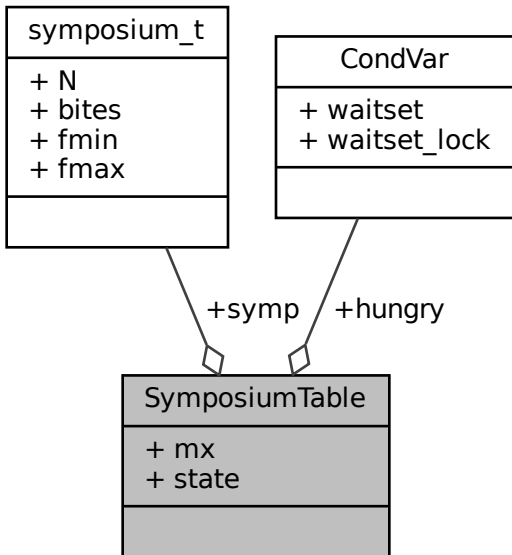 symposium_t
+ N
+ bites
+ fmin
+ fmax
CondVar
+ waitset
+ waitset_lock
+symp
+hungry
SymposiumTable
+ mx
+ state